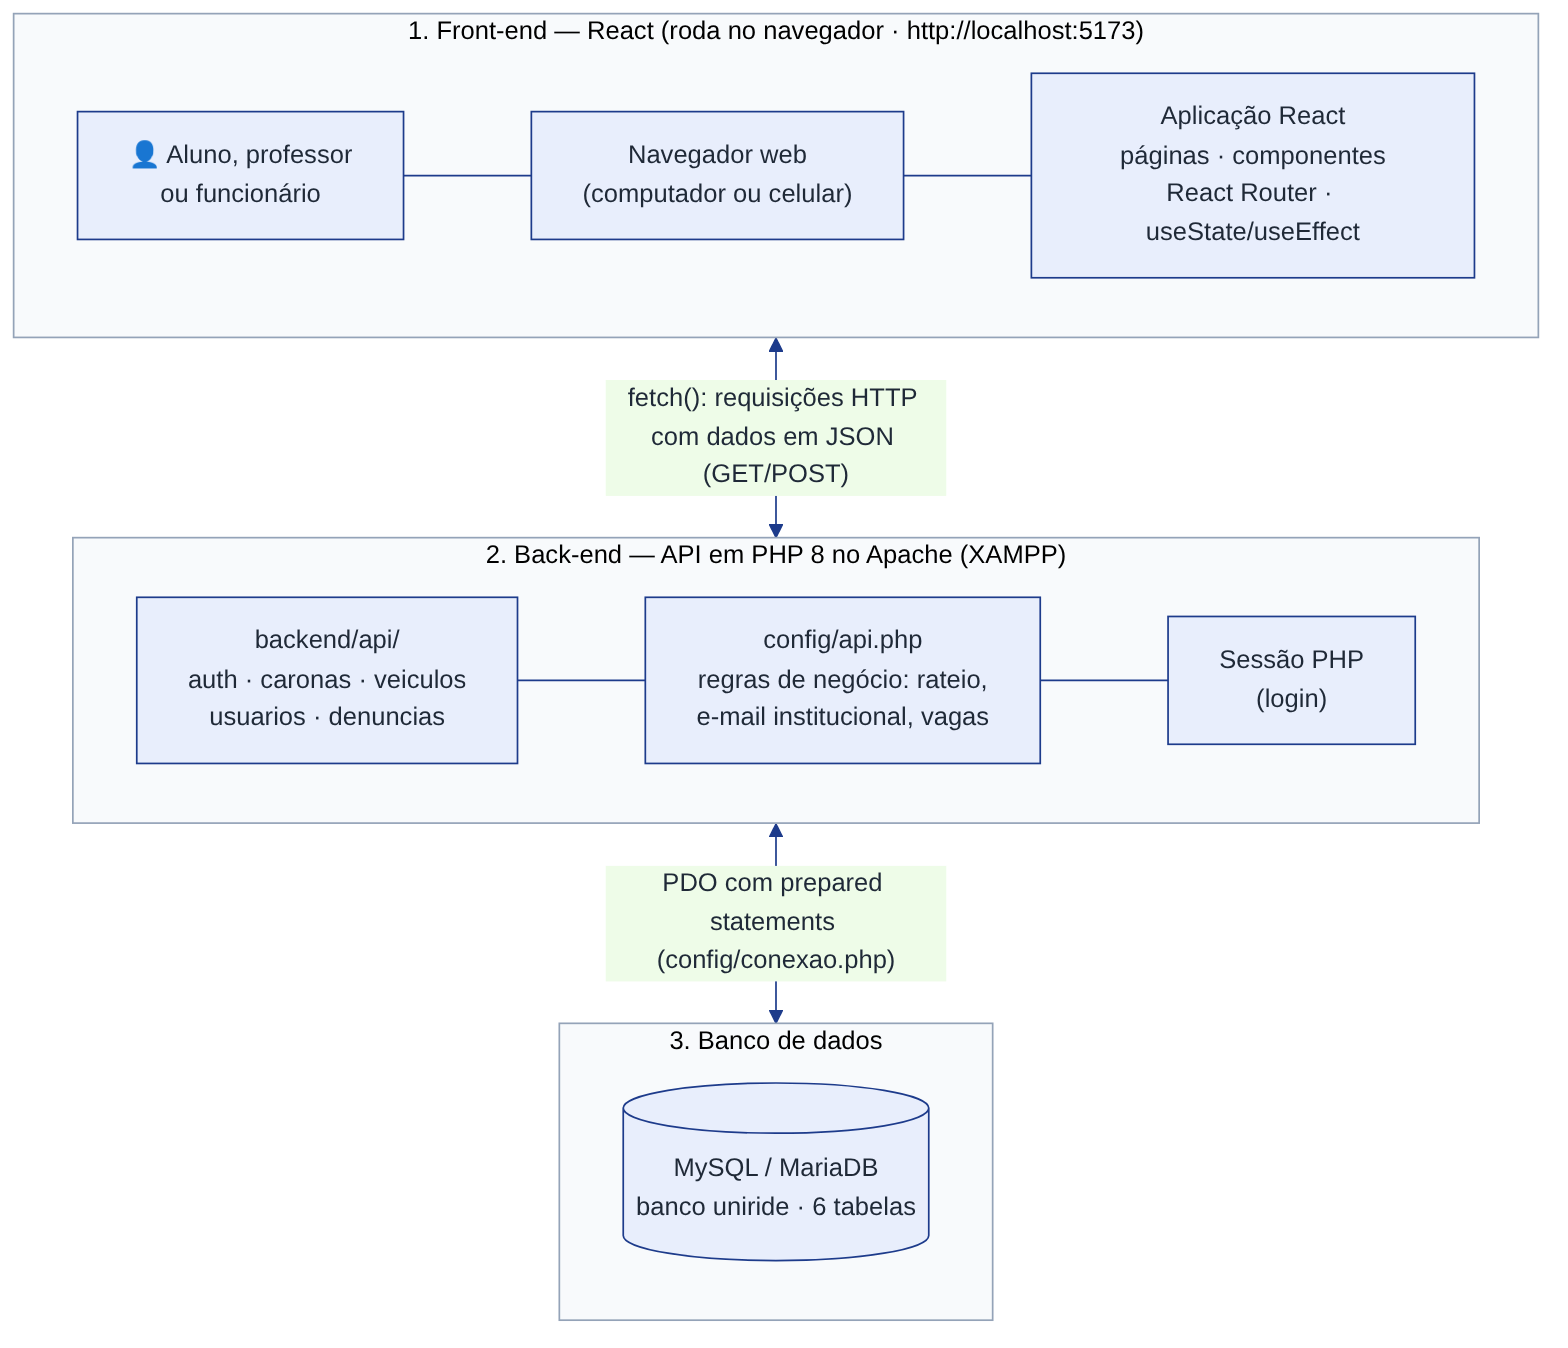 1. Front-end — React (roda no navegador · http://localhost:5173)
👤 Aluno, professor
ou funcionário
Navegador web
(computador ou celular)
Aplicação React
páginas · componentes
React Router ·
useState/useEffect
fetch(): requisições HTTP
com dados em JSON
(GET/POST)
2. Back-end — API em PHP 8 no Apache (XAMPP)
backend/api/
auth · caronas · veiculos
usuarios · denuncias
config/api.php
regras de negócio: rateio,
e-mail institucional, vagas
Sessão PHP
(login)
PDO com prepared
statements
(config/conexao.php)
3. Banco de dados
MySQL / MariaDB
banco uniride · 6 tabelas